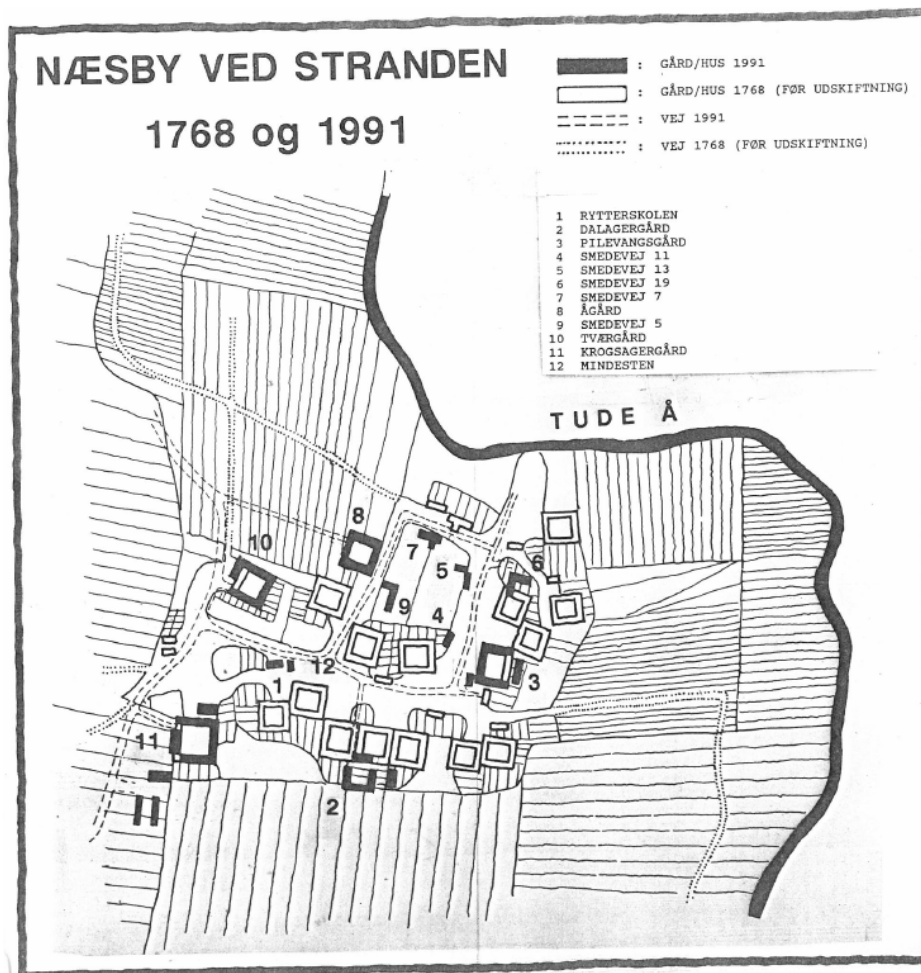 NÆSBY VED STRANDEN
1768 og 1991
: GÅRD/HUS 1991
: GÅRD/HUS 1768 (FØR UDSKIFTNING)
: VEJ 1991
: VEJ 1768 (FØR UDSKIFTNING)
1 RYTTERSKOLEN
2 DALAGERGÅRD
3 PILEVANGSGÅRD
4 SMEDEVEJ 11
5 SMEDEVEJ 13
6 SMEDEVEJ 19
7 SMEDEVEJ 7
8 ÅGÅRD
9 SMEDEVEJ 5
10 TVÆRGÅRD
11 KROGSAGERGÅRD
12 MINDESTEN
TUDE Å
8
7
10
6
5
9
4
12
3
1
11
2